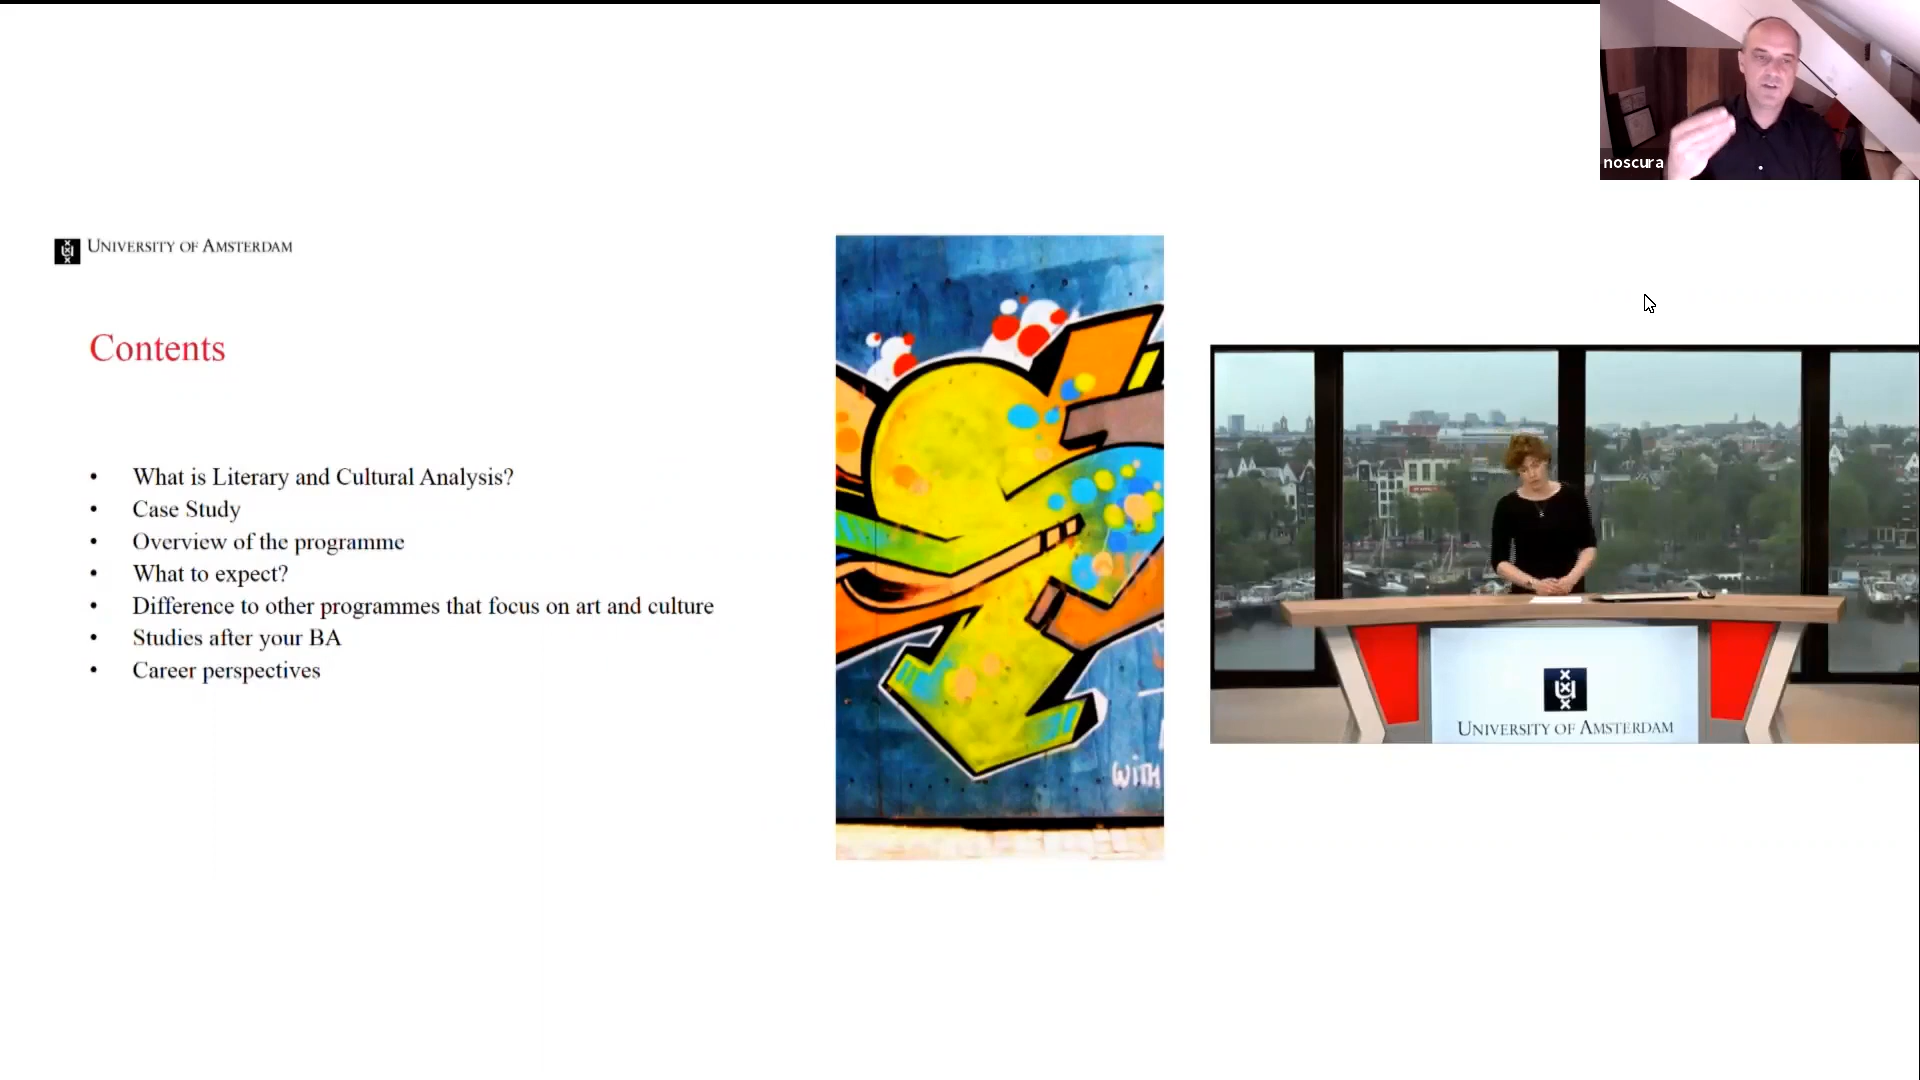 noscura
UNIVERSITY OF AMSTERDAM
Contents
• What is Literary and Cultural Analysis?
• Case Study
• Overview of the programme
• What to expect?
• Difference to other programmes that focus on art and culture
• Studies after your BA
• Career perspectives
WiTH
UNIVERSITY OF AMSTERDAM